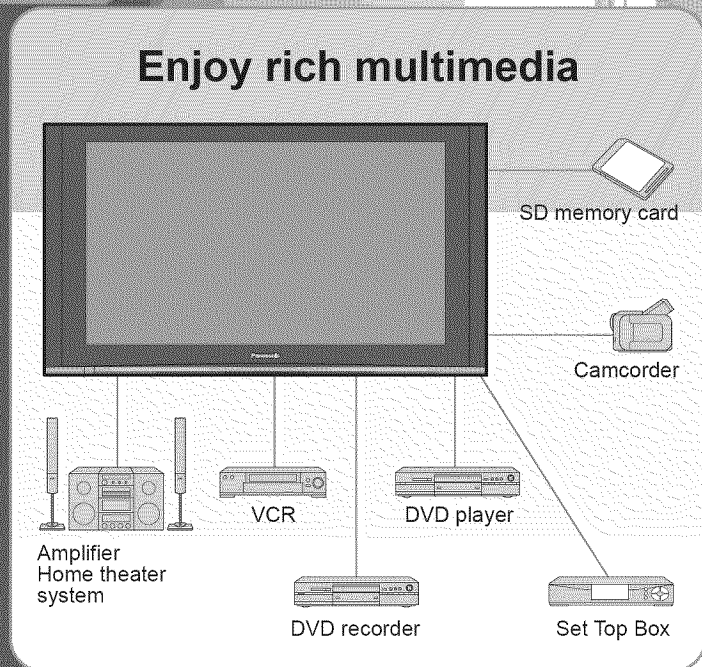 Enjoy rich multimedia
SD memory card
Panasonic
Camcorder
VCR
DVD player
Amplifier
Home theater
system
DVD recorder
Set Top Box